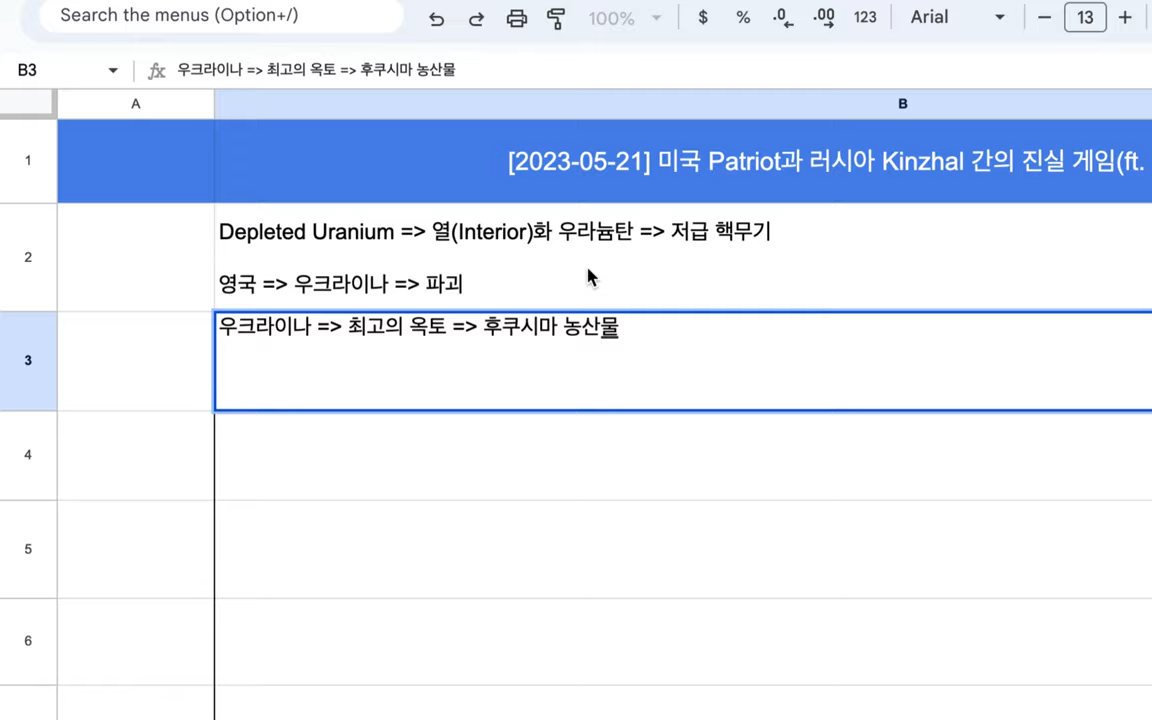 Search the menus (Option+/)
100%
$ % .0 .00 123 Arial − 13 +
B3 fx 우크라이나 => 최고의 옥토 => 후쿠시마 농산물
A B
1 [2023-05-21] 미국 Patriot과 러시아 Kinzhal 간의 진실 게임(ft.
2
Depleted Uranium => 열(Interior)화 우라늄탄 => 저급 핵무기
영국 => 우크라이나 => 파괴
3 우크라이나 => 최고의 옥토 => 후쿠시마 농산물
4
5
6